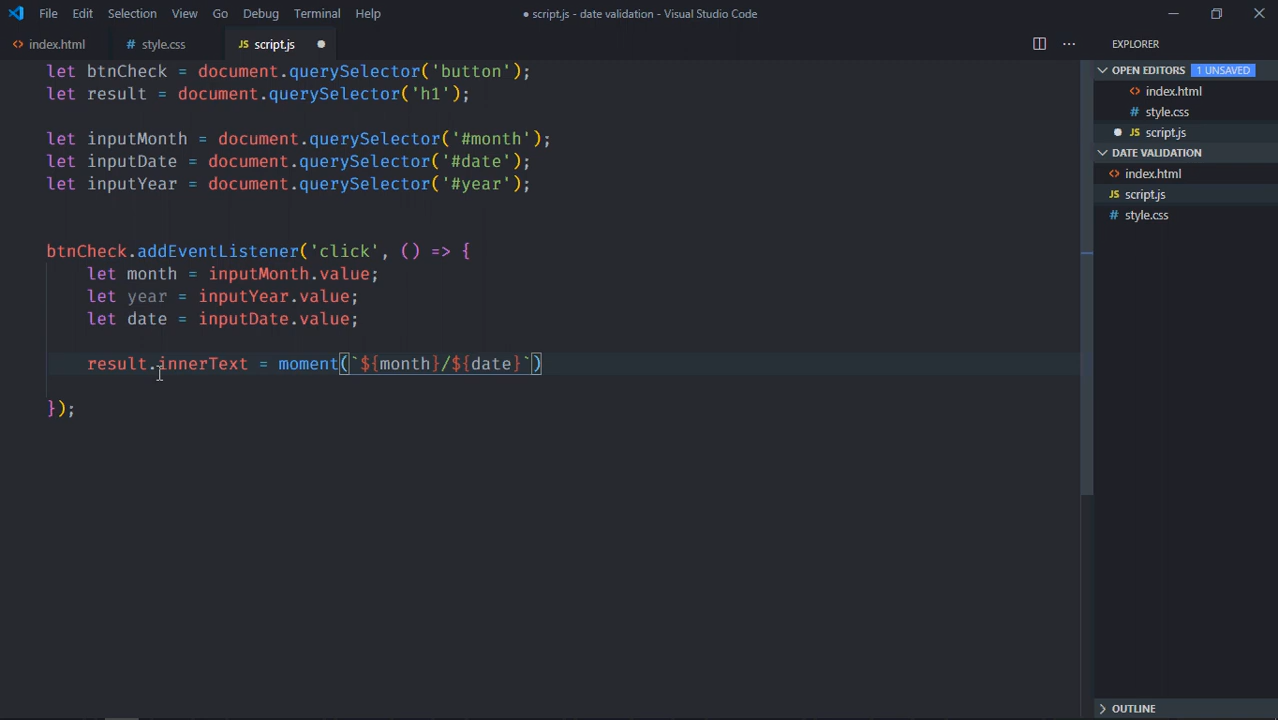 File Edit Selection View Go Debug Terminal Help
● script.js - date validation - Visual Studio Code
index.html
# style.css
JS script.js ●
EXPLORER
let btnCheck = document.querySelector('button');
let result = document.querySelector('h1');
let inputMonth = document.querySelector('#month');
let inputDate = document.querySelector('#date');
let inputYear = document.querySelector('#year');
btnCheck.addEventListener('click', () => {
let month = inputMonth.value;
let year = inputYear.value;
let date = inputDate.value;
result.innerText = moment(`${month}/${date}`)
});
OPEN EDITORS 1 UNSAVED
index.html
# style.css
● JS script.js
DATE VALIDATION
index.html
JS script.js
# style.css
OUTLINE